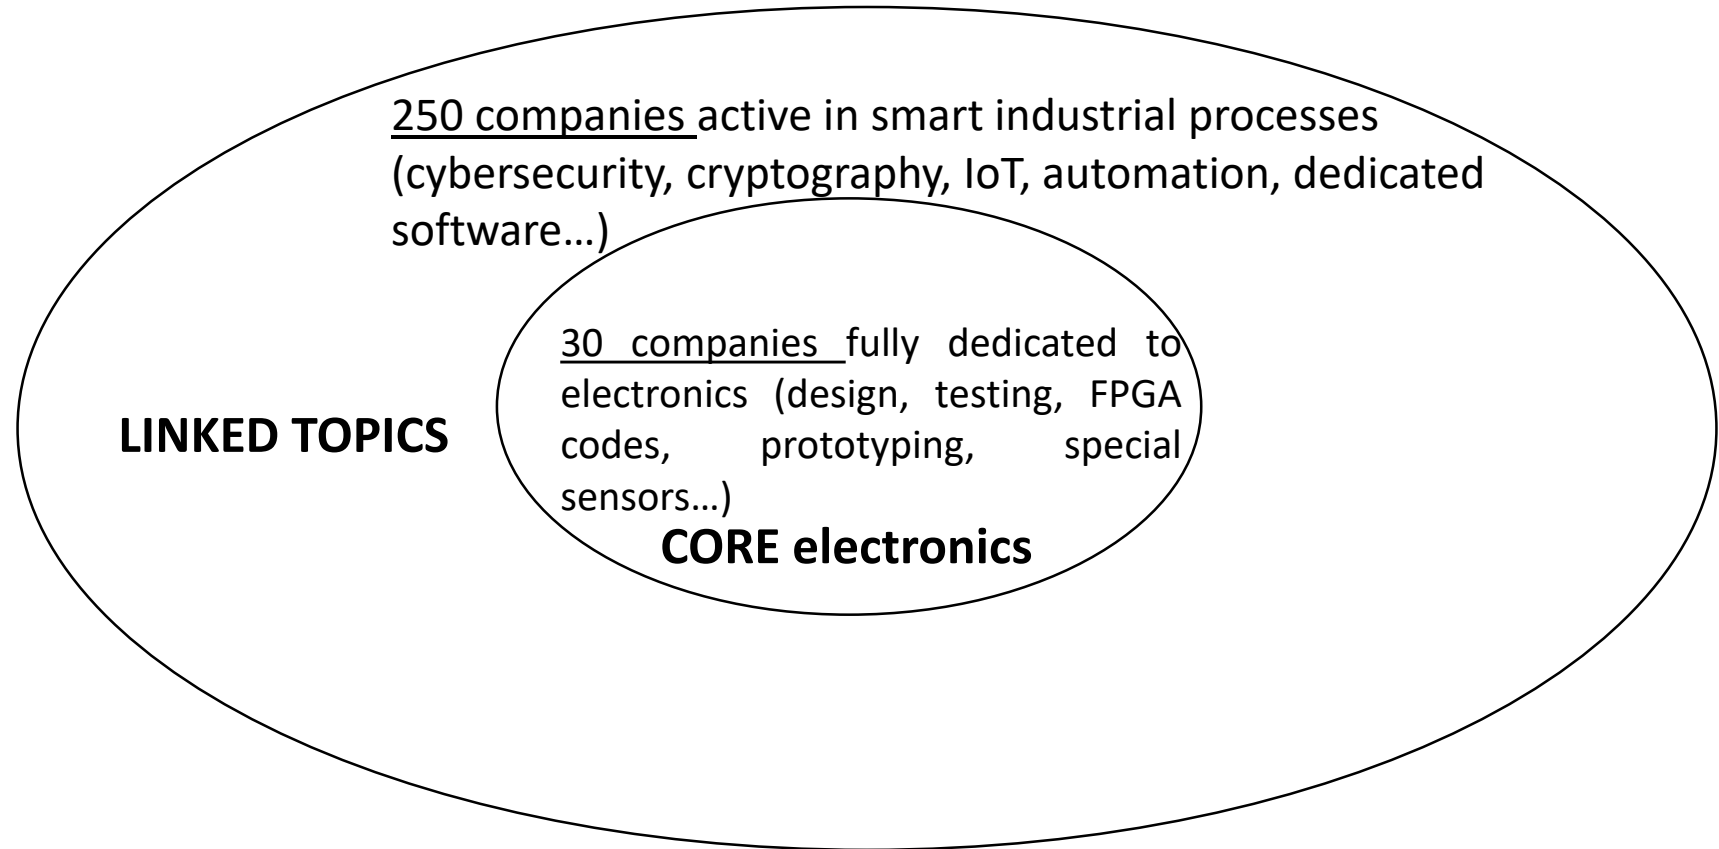 250 companies active in smart industrial processes
(cybersecurity, cryptography, IoT, automation, dedicated
software…)
30 companies fully dedicated to
electronics (design, testing, FPGA
codes, prototyping, special
sensors…)
LINKED TOPICS
CORE electronics